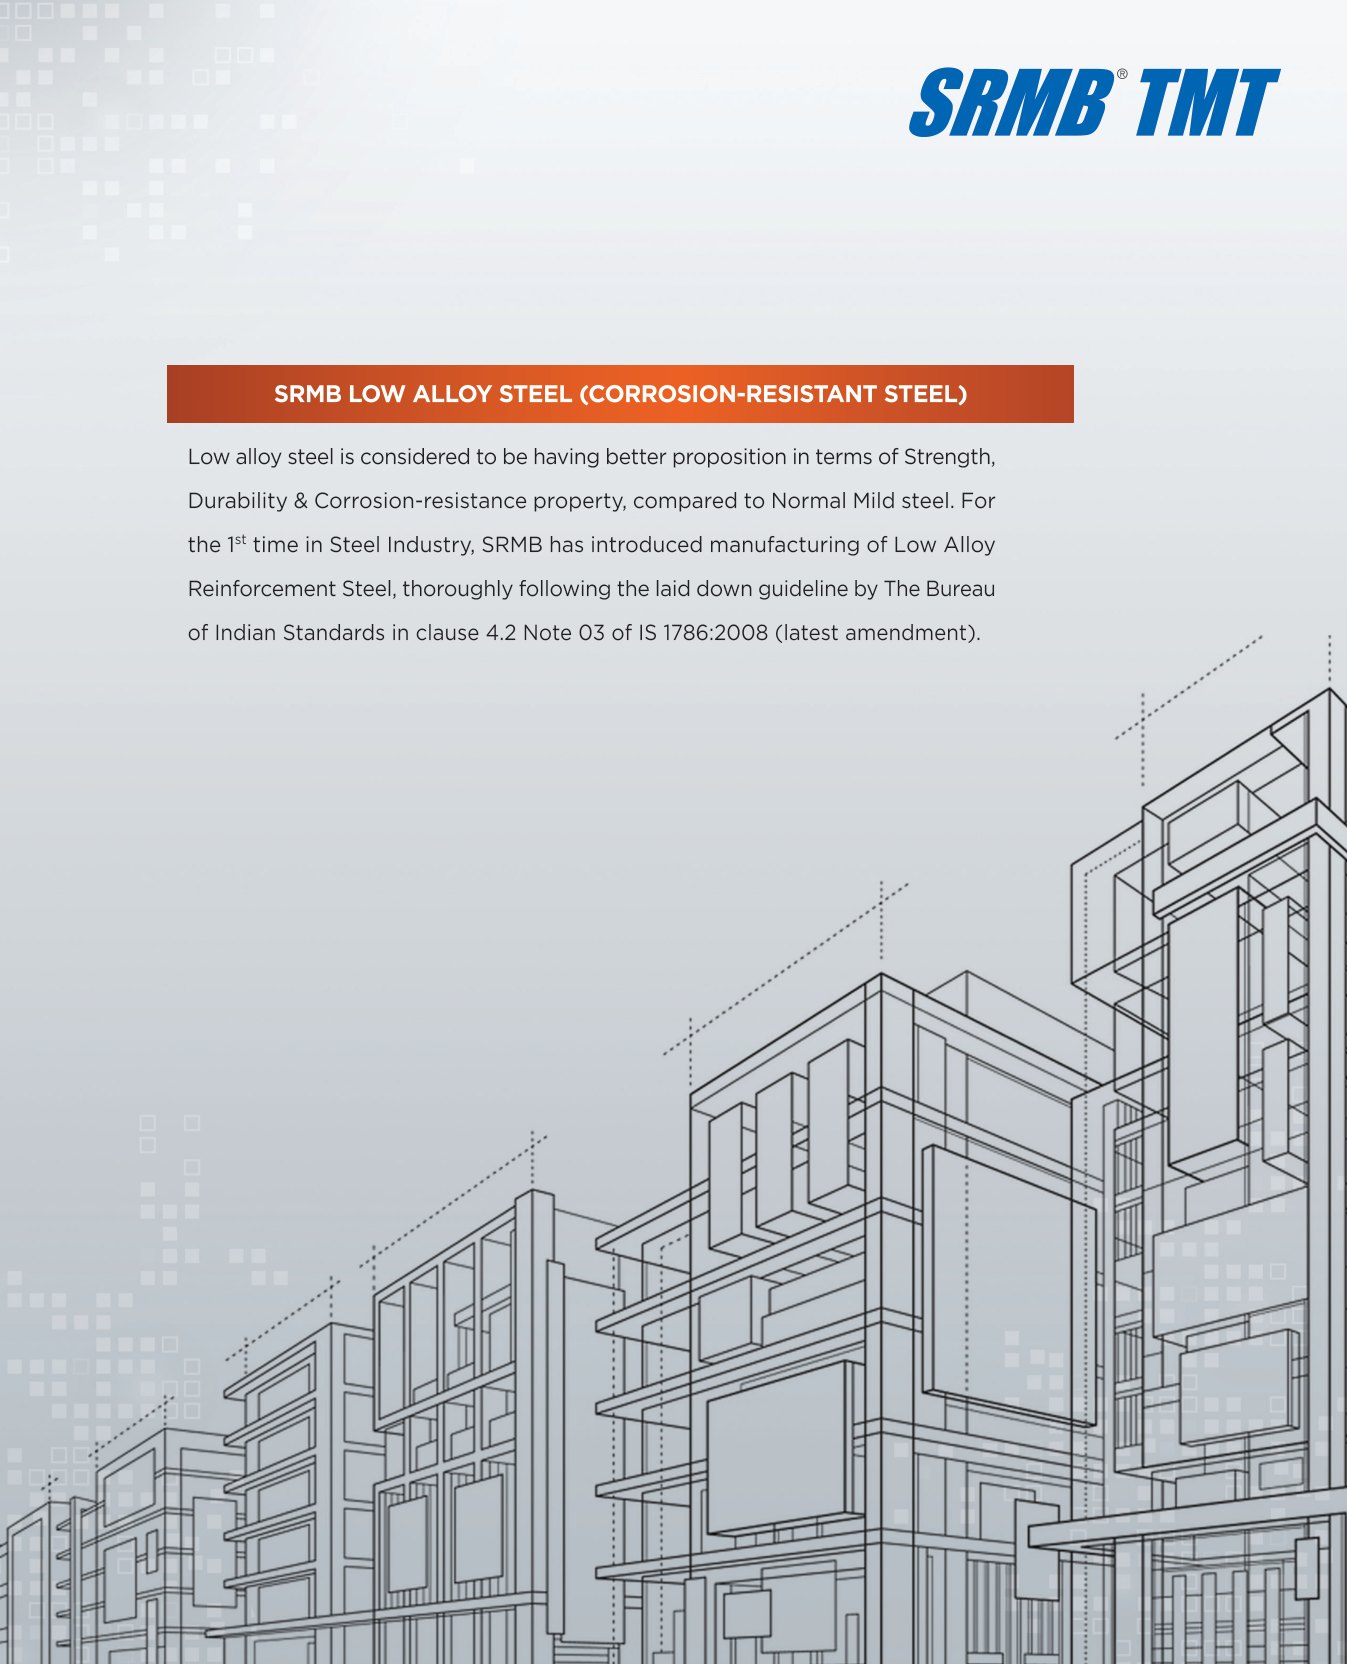 SRMB® TMT
SRMB LOW ALLOY STEEL (CORROSION-RESISTANT STEEL)
Low alloy steel is considered to be having better proposition in terms of Strength,
Durability & Corrosion-resistance property, compared to Normal Mild steel. For
the 1st time in Steel Industry, SRMB has introduced manufacturing of Low Alloy
Reinforcement Steel, thoroughly following the laid down guideline by The Bureau
of Indian Standards in clause 4.2 Note 03 of IS 1786:2008 (latest amendment).